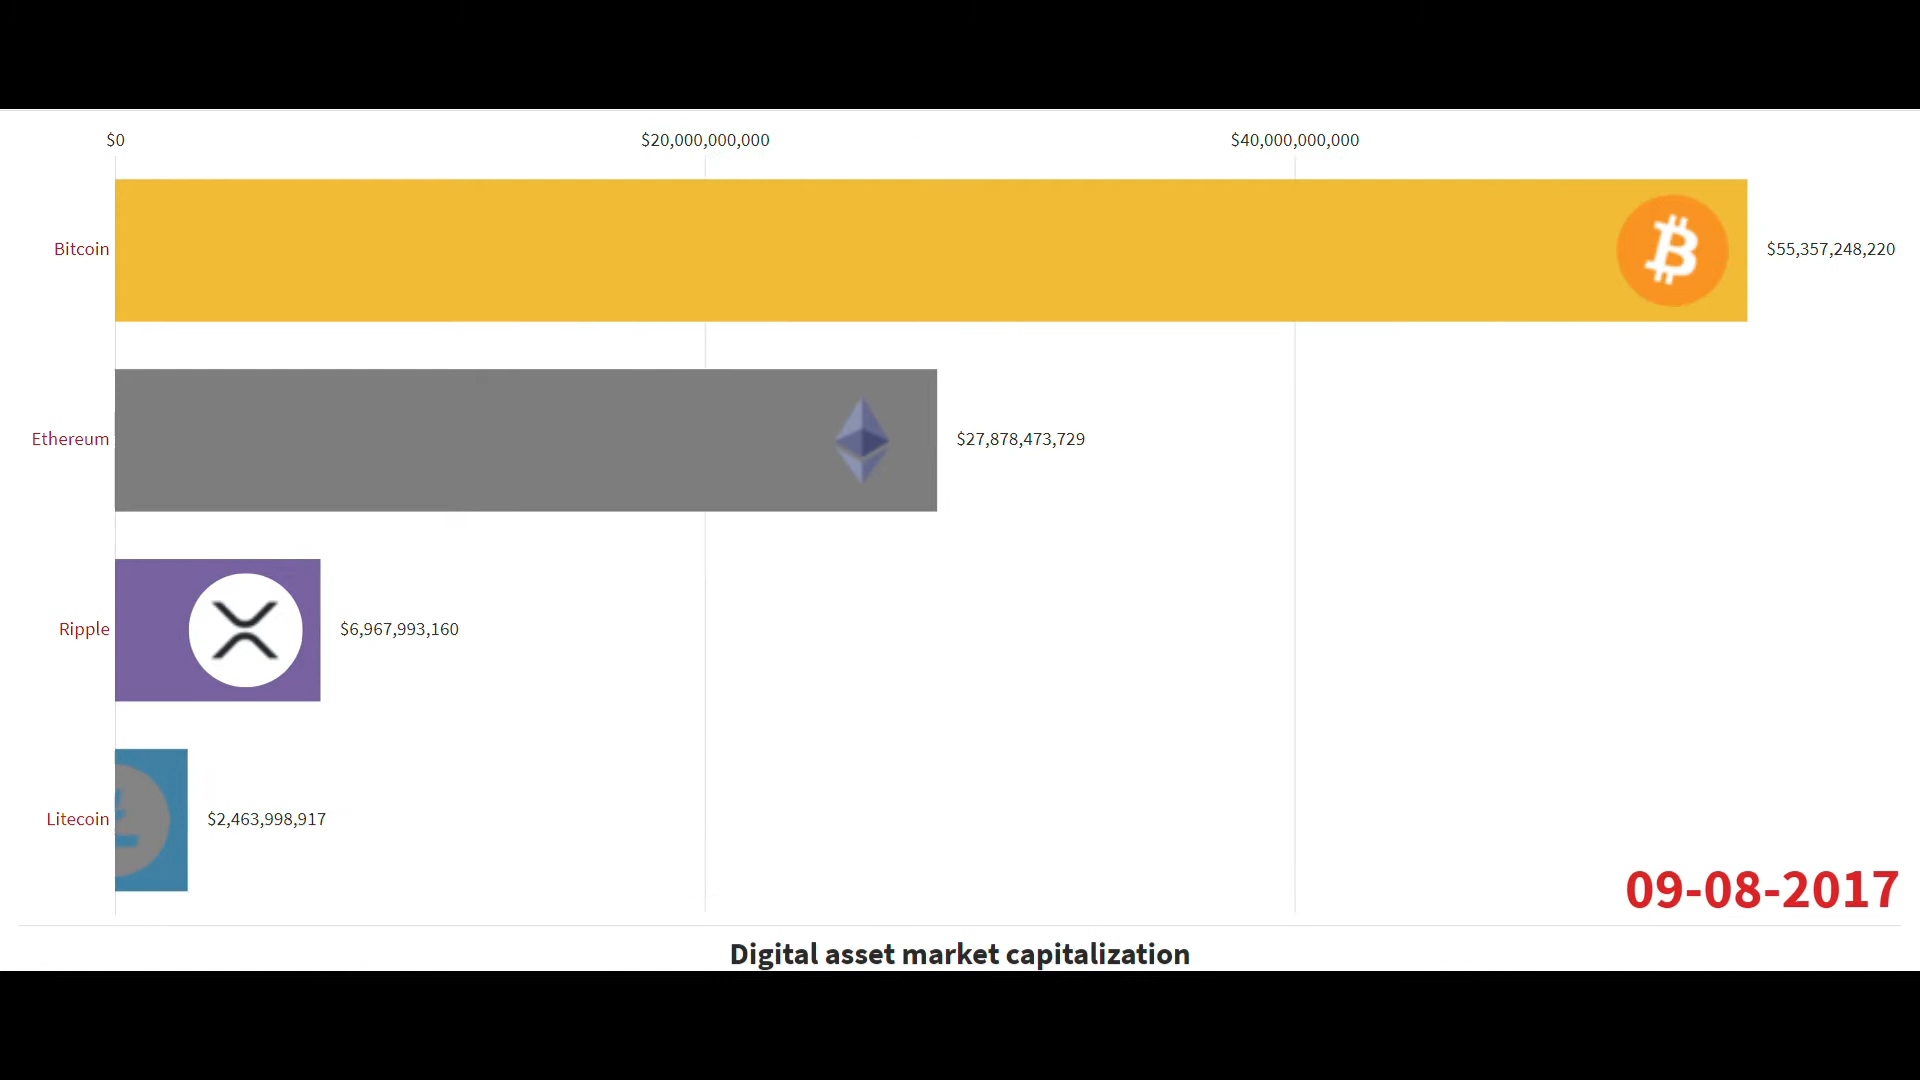 $0 $20,000,000,000 $40,000,000,000
Bitcoin $55,357,248,220
Ethereum $27,878,473,729
Ripple $6,967,993,160
Litecoin $2,463,998,917
09-08-2017
Digital asset market capitalization